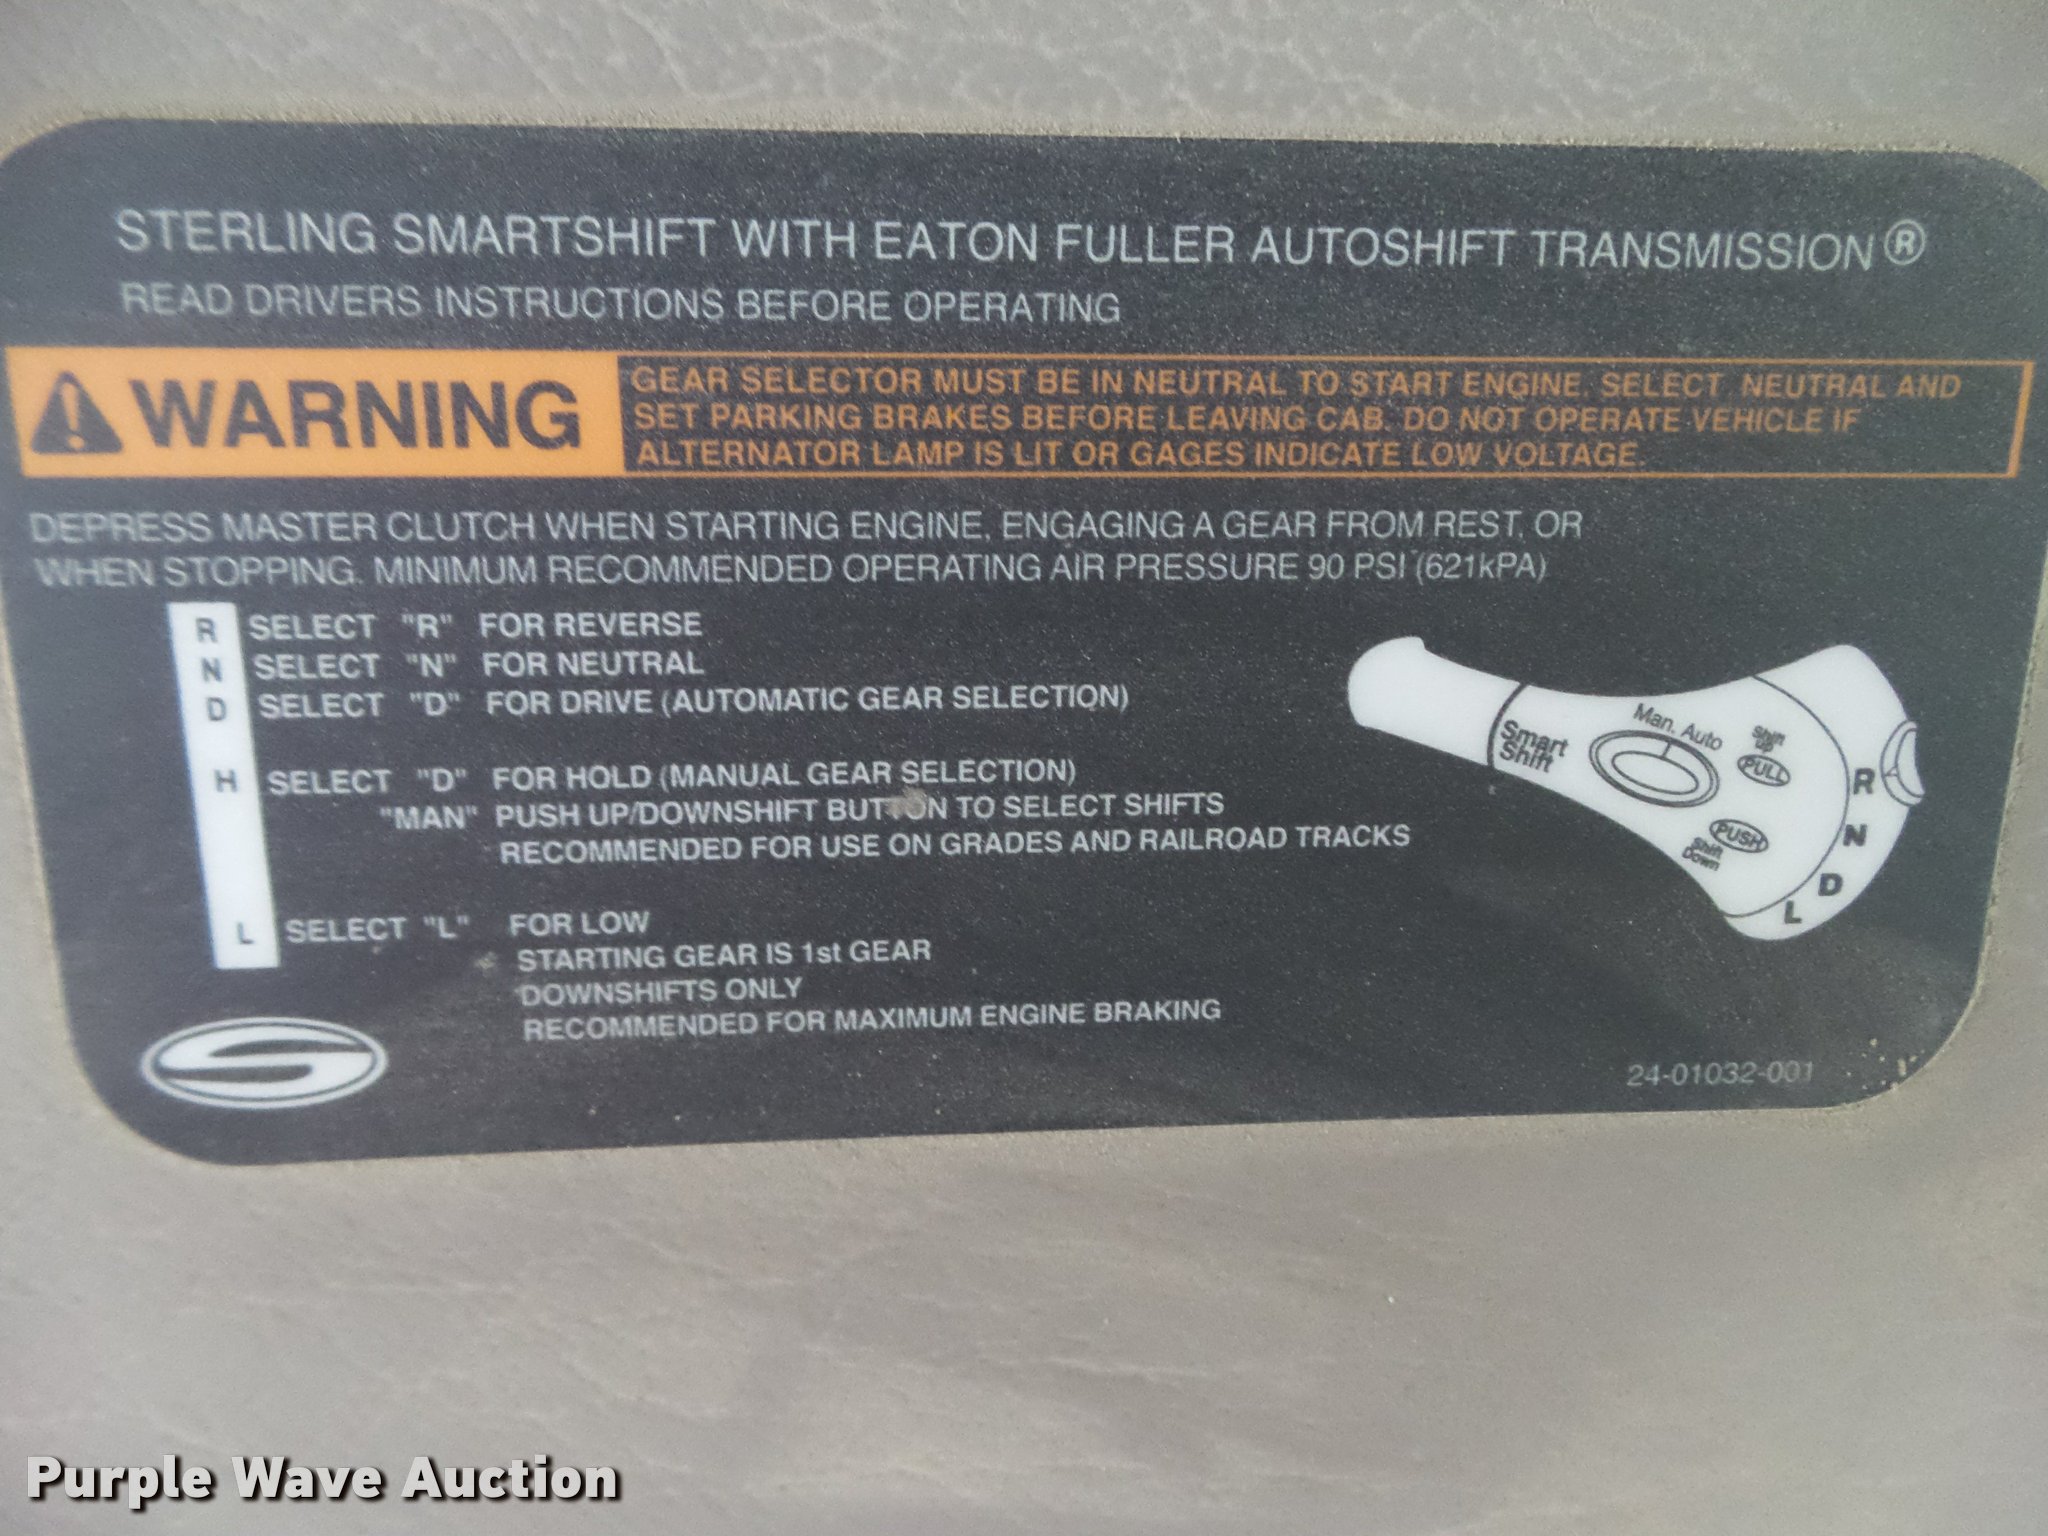 STERLING SMARTSHIFT WITH EATON FULLER AUTOSHIFT TRANSMISSION®
READ DRIVERS INSTRUCTIONS BEFORE OPERATING
WARNING
GEAR SELECTOR MUST BE IN NEUTRAL TO START ENGINE. SELECT NEUTRAL AND
SET PARKING BRAKES BEFORE LEAVING CAB. DO NOT OPERATE VEHICLE IF
ALTERNATOR LAMP IS LIT OR GAGES INDICATE LOW VOLTAGE.
DEPRESS MASTER CLUTCH WHEN STARTING ENGINE, ENGAGING A GEAR FROM REST, OR
WHEN STOPPING. MINIMUM RECOMMENDED OPERATING AIR PRESSURE 90 PSI (621kPA)
R SELECT "R" FOR REVERSE
N SELECT "N" FOR NEUTRAL
D SELECT "D" FOR DRIVE (AUTOMATIC GEAR SELECTION)
H SELECT "D" FOR HOLD (MANUAL GEAR SELECTION)
"MAN" PUSH UP/DOWNSHIFT BUTTON TO SELECT SHIFTS
RECOMMENDED FOR USE ON GRADES AND RAILROAD TRACKS
L SELECT "L" FOR LOW
STARTING GEAR IS 1st GEAR
DOWNSHIFTS ONLY
RECOMMENDED FOR MAXIMUM ENGINE BRAKING
Smart
Shift
Man. Auto
Shift
up
PULL
PUSH
Shift
Down
R
N
D
L
24-01032-001
Purple Wave Auction